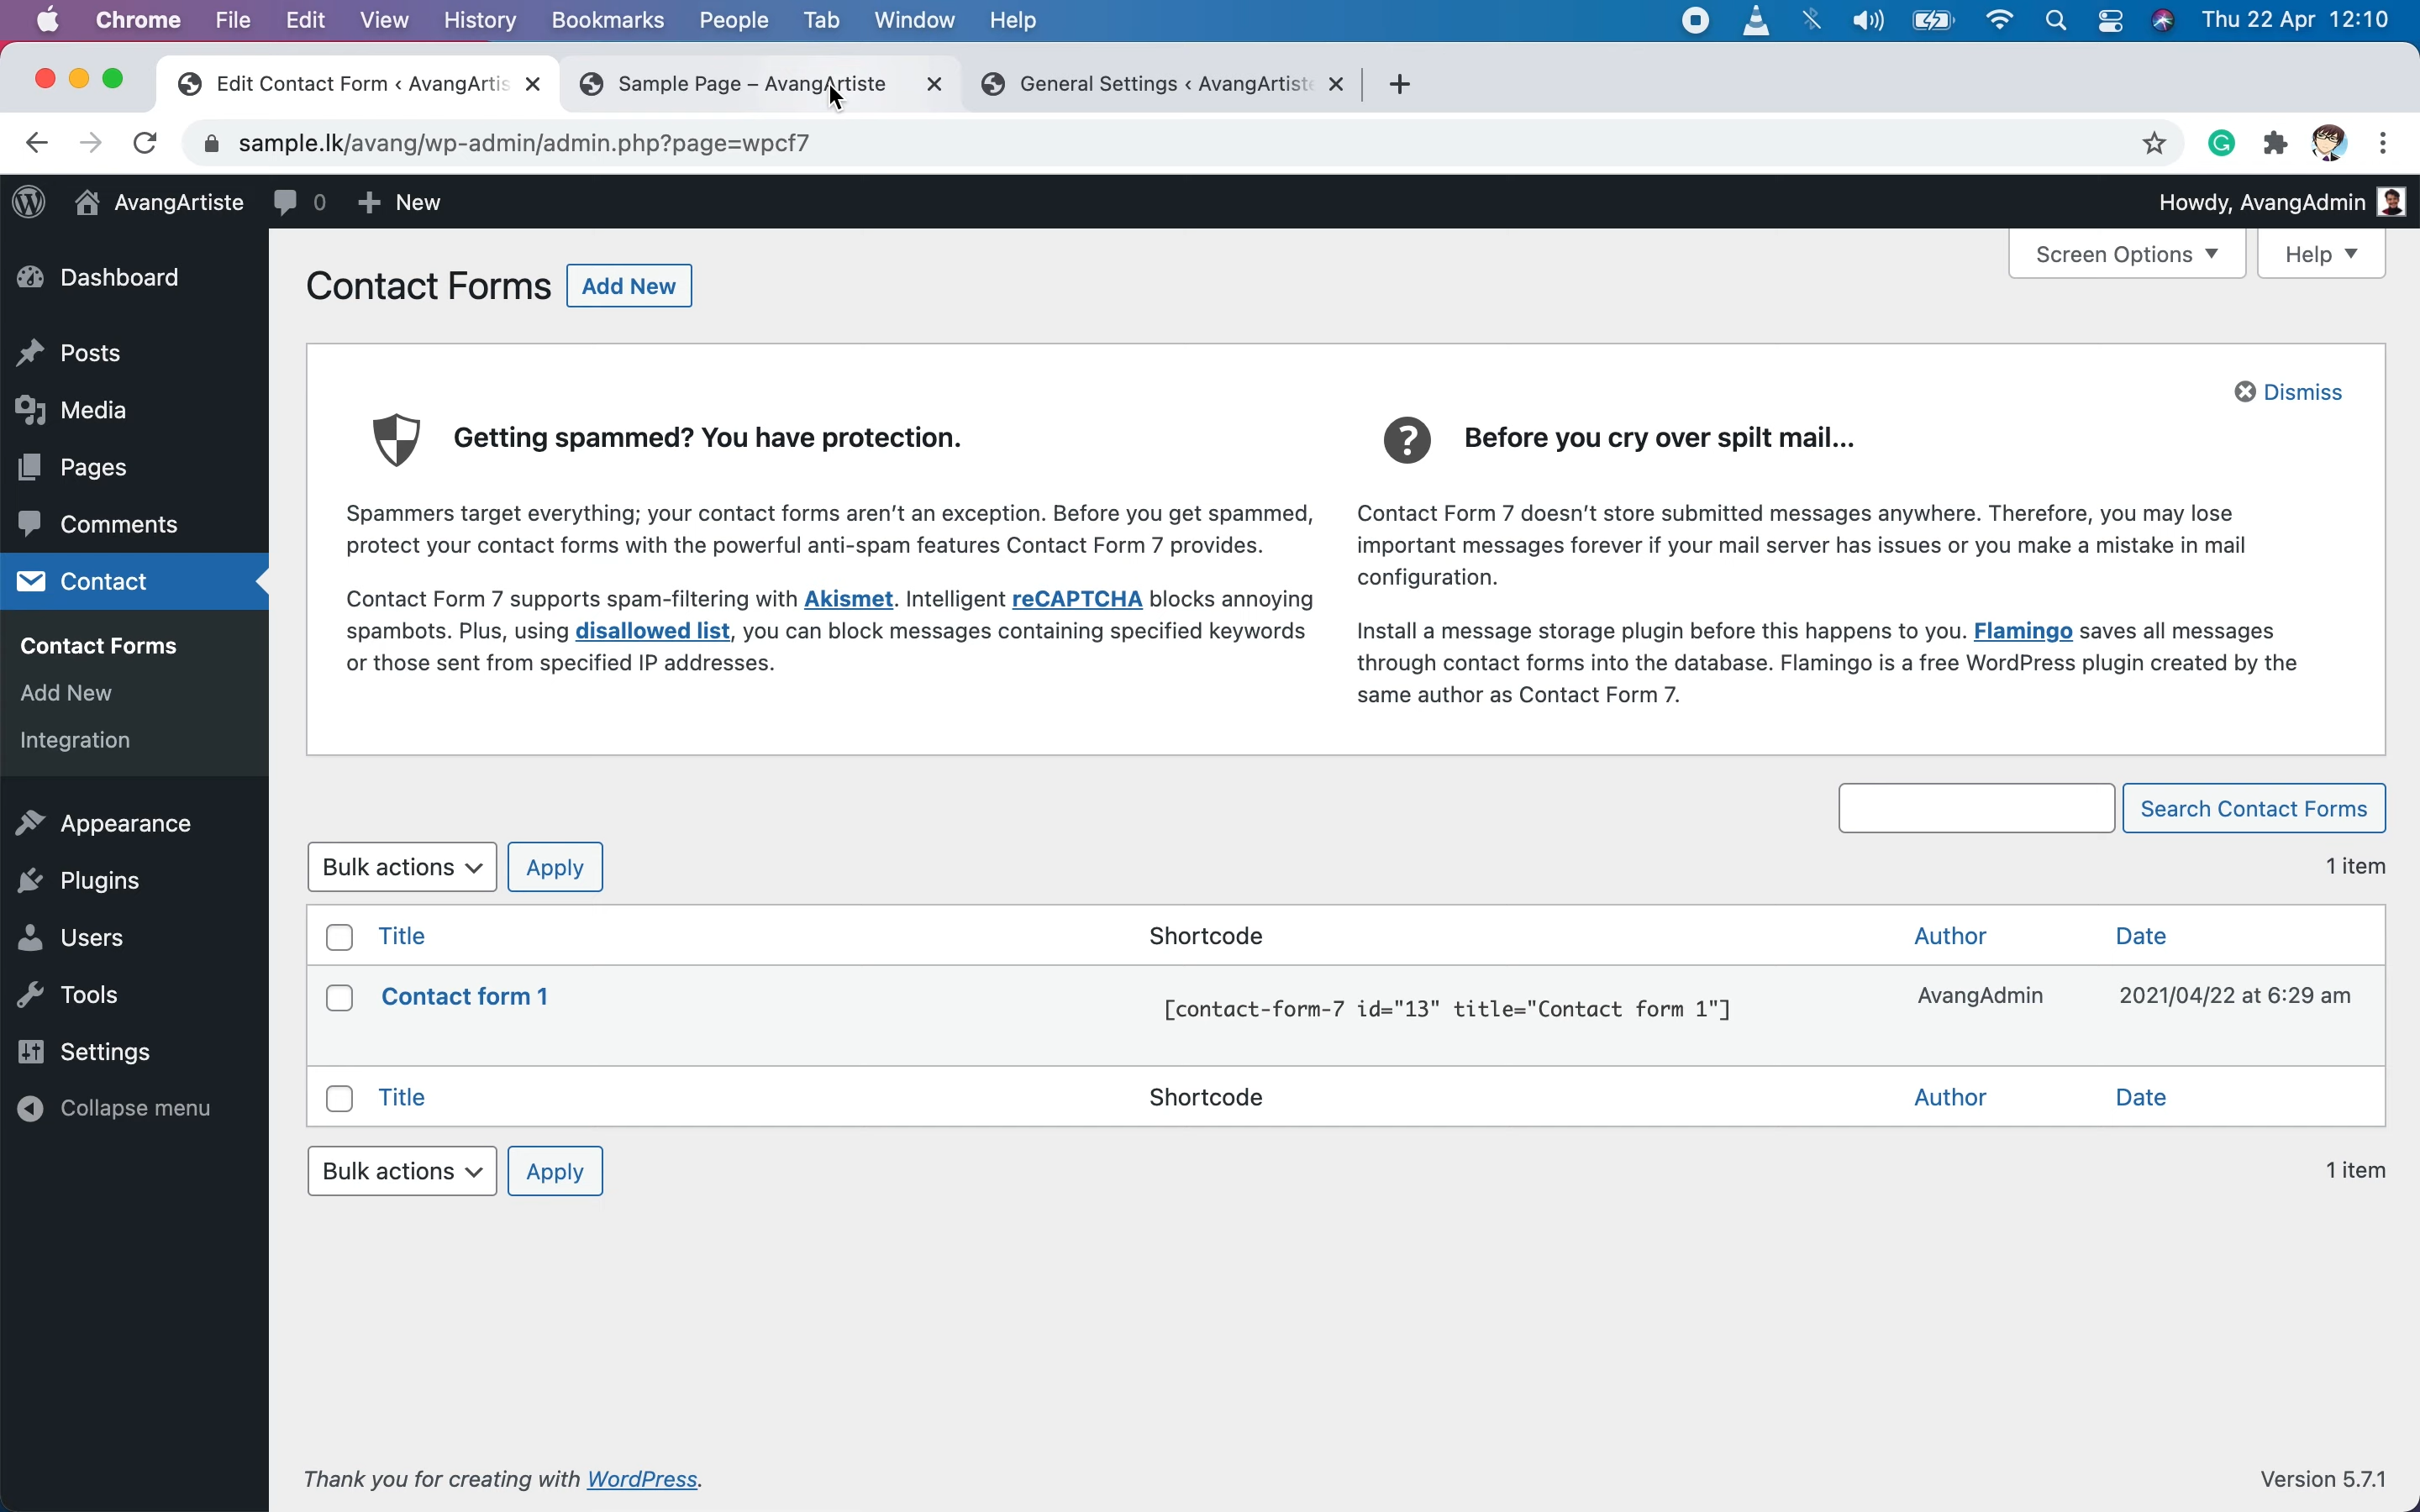 Chrome File Edit View History Bookmarks People Tab Window Help Thu 22 Apr 12:10
Edit Contact Form ‹ AvangArtis Sample Page – AvangArtiste General Settings ‹ AvangArtiste
sample.lk/avang/wp-admin/admin.php?page=wpcf7
AvangArtiste 0 New Howdy, AvangAdmin
Screen Options Help
Contact Forms Add New
Dashboard
Posts
Media
Pages
Comments
Contact
Contact Forms
Add New
Integration
Appearance
Plugins
Users
Tools
Settings
Collapse menu
Dismiss
Getting spammed? You have protection.
Spammers target everything; your contact forms aren’t an exception. Before you get spammed,
protect your contact forms with the powerful anti-spam features Contact Form 7 provides.
Contact Form 7 supports spam-filtering with Akismet. Intelligent reCAPTCHA blocks annoying
spambots. Plus, using disallowed list, you can block messages containing specified keywords
or those sent from specified IP addresses.
Before you cry over spilt mail…
Contact Form 7 doesn’t store submitted messages anywhere. Therefore, you may lose
important messages forever if your mail server has issues or you make a mistake in mail
configuration.
Install a message storage plugin before this happens to you. Flamingo saves all messages
through contact forms into the database. Flamingo is a free WordPress plugin created by the
same author as Contact Form 7.
Search Contact Forms
Bulk actions Apply 1 item
Title Shortcode Author Date
Contact form 1 [contact-form-7 id="13" title="Contact form 1"] AvangAdmin 2021/04/22 at 6:29 am
Title Shortcode Author Date
Bulk actions Apply 1 item
Thank you for creating with WordPress. Version 5.7.1